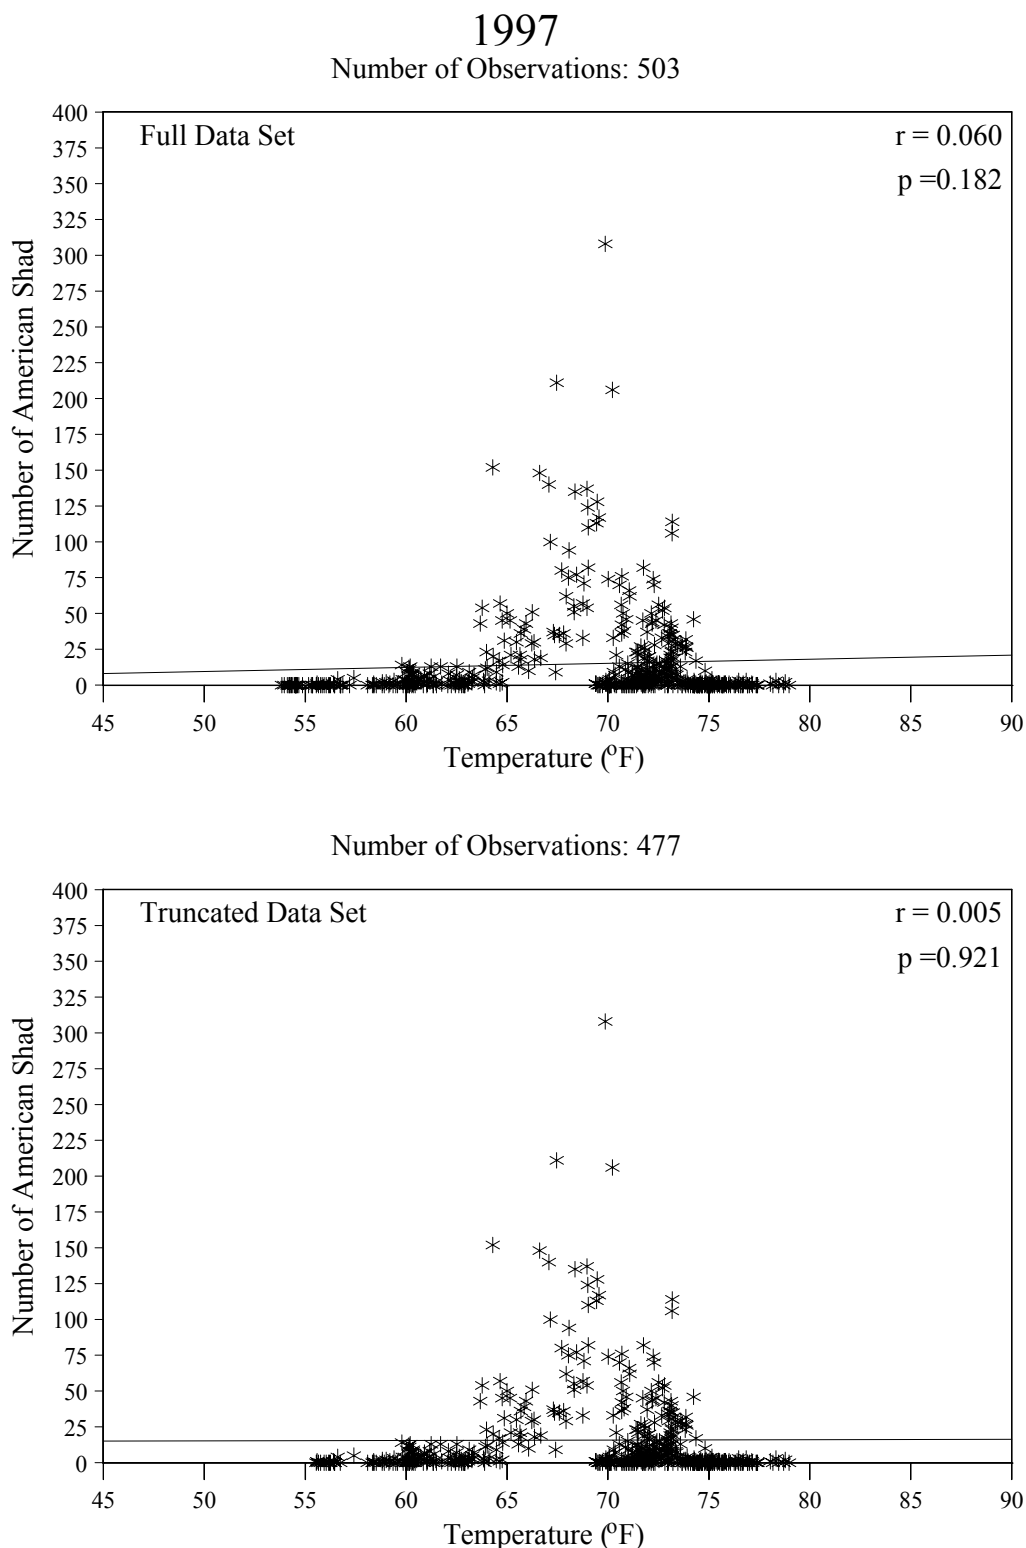 1997
Number of Observations: 503
Full Data Set
r = 0.060
p =0.182
400
375
350
325
300
275
250
225
200
175
150
125
100
75
50
25
0
Number of American Shad
45 50 55 60 65 70 75 80 85 90
Temperature (°F)
Number of Observations: 477
Truncated Data Set
r = 0.005
p =0.921
400
375
350
325
300
275
250
225
200
175
150
125
100
75
50
25
0
Number of American Shad
45 50 55 60 65 70 75 80 85 90
Temperature (°F)